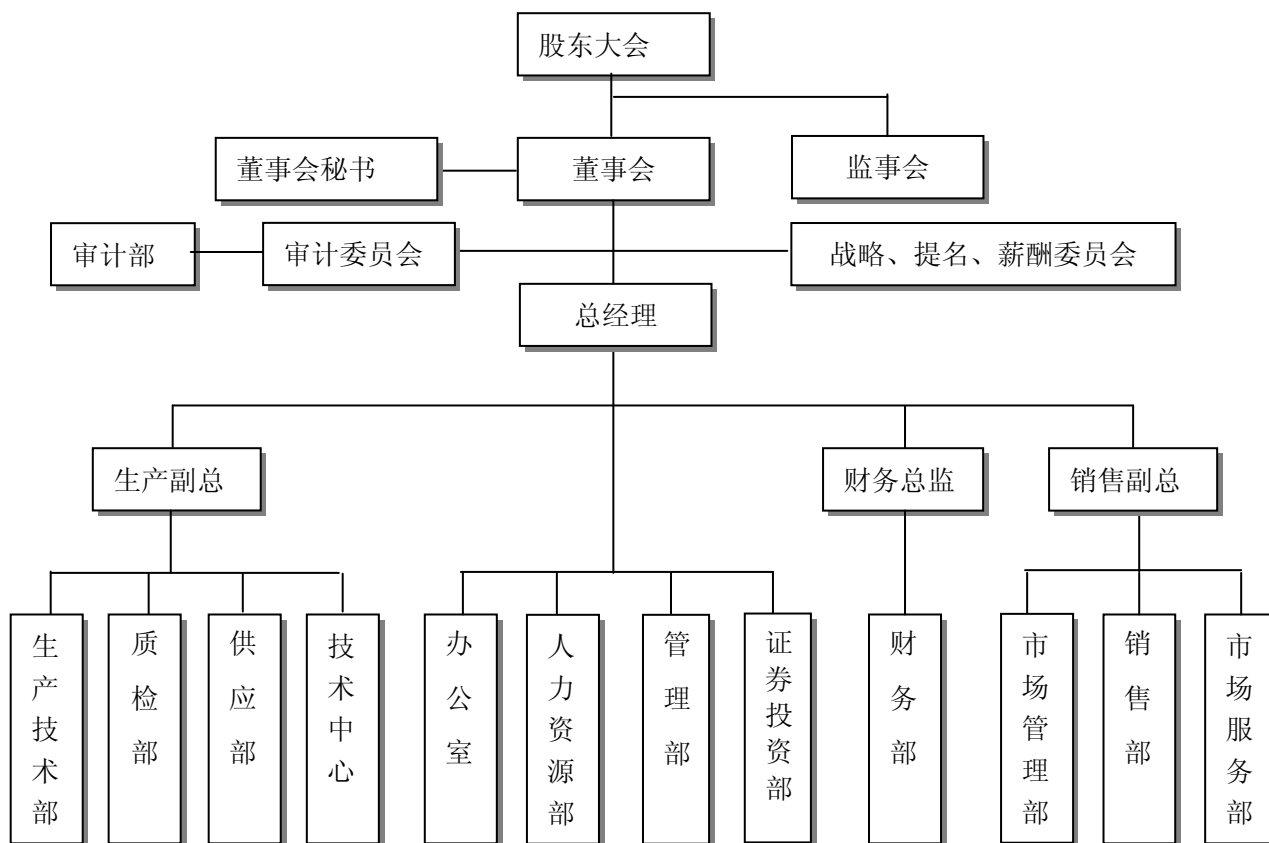 股东大会
董事会秘书
董事会
监事会
审计部
审计委员会
战略、提名、薪酬委员会
总经理
生产副总
财务总监
销售副总
生产技术部
质检部
供应部
技术中心
办公室
人力资源部
管理部
证券投资部
财务部
市场管理部
销售部
市场服务部